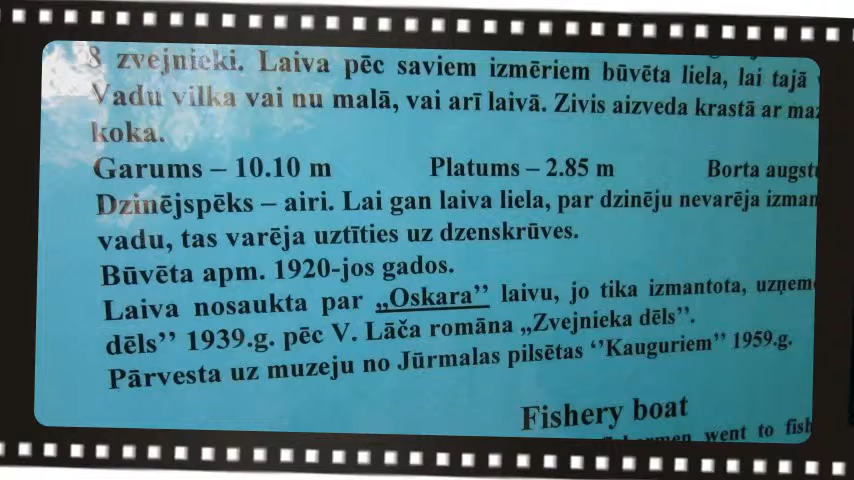 8 zvejnieki. Laiva pēc saviem izmēriem būvēta liela, lai tajā
Vadu vilka vai nu malā, vai arī laivā. Zivis aizveda krastā ar
koka.
Garums – 10.10 m Platums – 2.85 m Borta
Dzinējspēks – airi. Lai gan laiva liela, par dzinēju nevarēja
vadu, tas varēja uztīties uz dzenskrūves.
Būvēta apm. 1920-jos gados.
Laiva nosaukta par „Oskara” laivu, jo tika izmantota,
dēls” 1939.g. pēc V. Lāča romāna „Zvejnieka dēls”.
Pārvesta uz muzeju no Jūrmalas pilsētas ‘’Kauguriem” 1959.g.
Fishery boat
went to